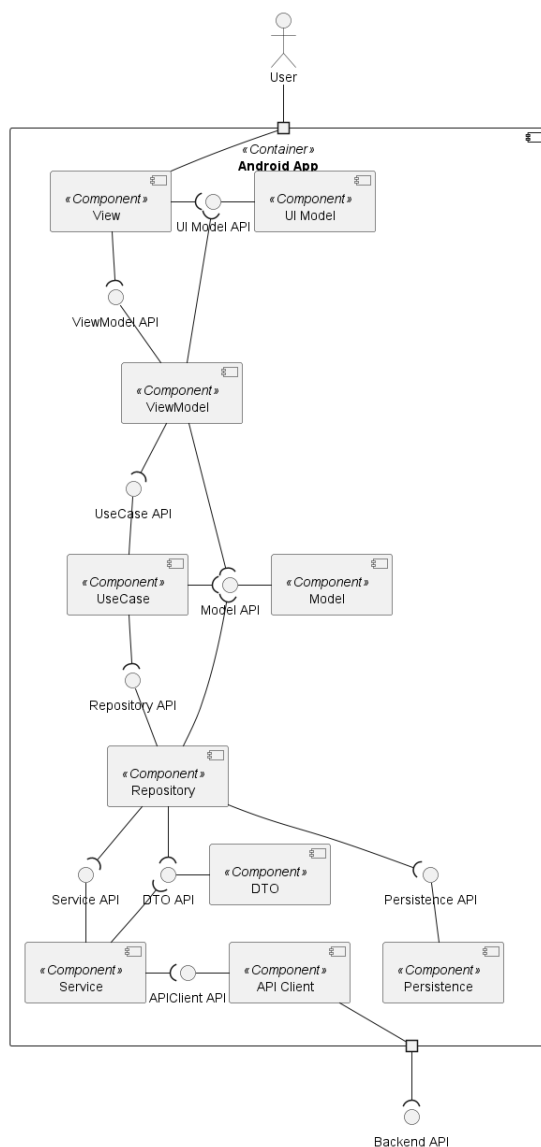 User
«Container»
Android App
«Component»
View
UI Model API
«Component»
UI Model
ViewModel API
«Component»
ViewModel
UseCase API
«Component»
UseCase
Model API
«Component»
Model
Repository API
«Component»
Repository
Service API
DTO API
«Component»
DTO
Persistence API
«Component»
Service
APIClient API
«Component»
API Client
«Component»
Persistence
Backend API